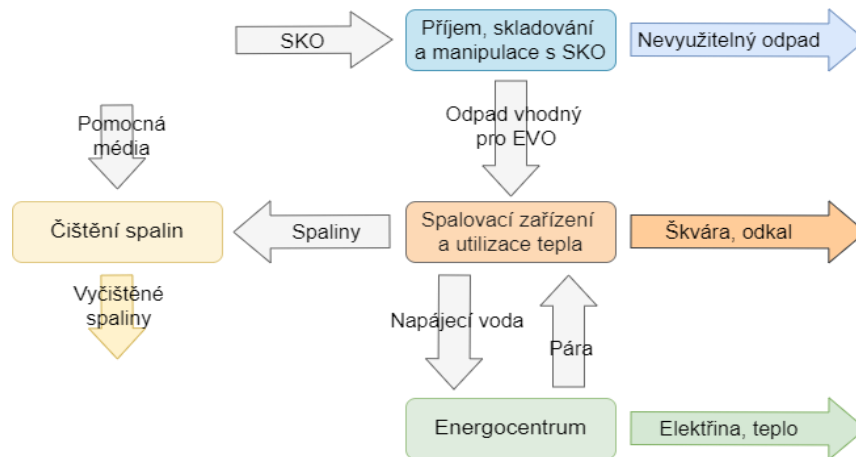 SKO
Příjem, skladování
a manipulace s SKO
Nevyužitelný odpad
Pomocná
média
Odpad vhodný
pro EVO
Čištění spalin
Spaliny
Spalovací zařízení
a utilizace tepla
Škvára, odkal
Vyčištěné
spaliny
Napájecí voda
Pára
Energocentrum
Elektřina, teplo